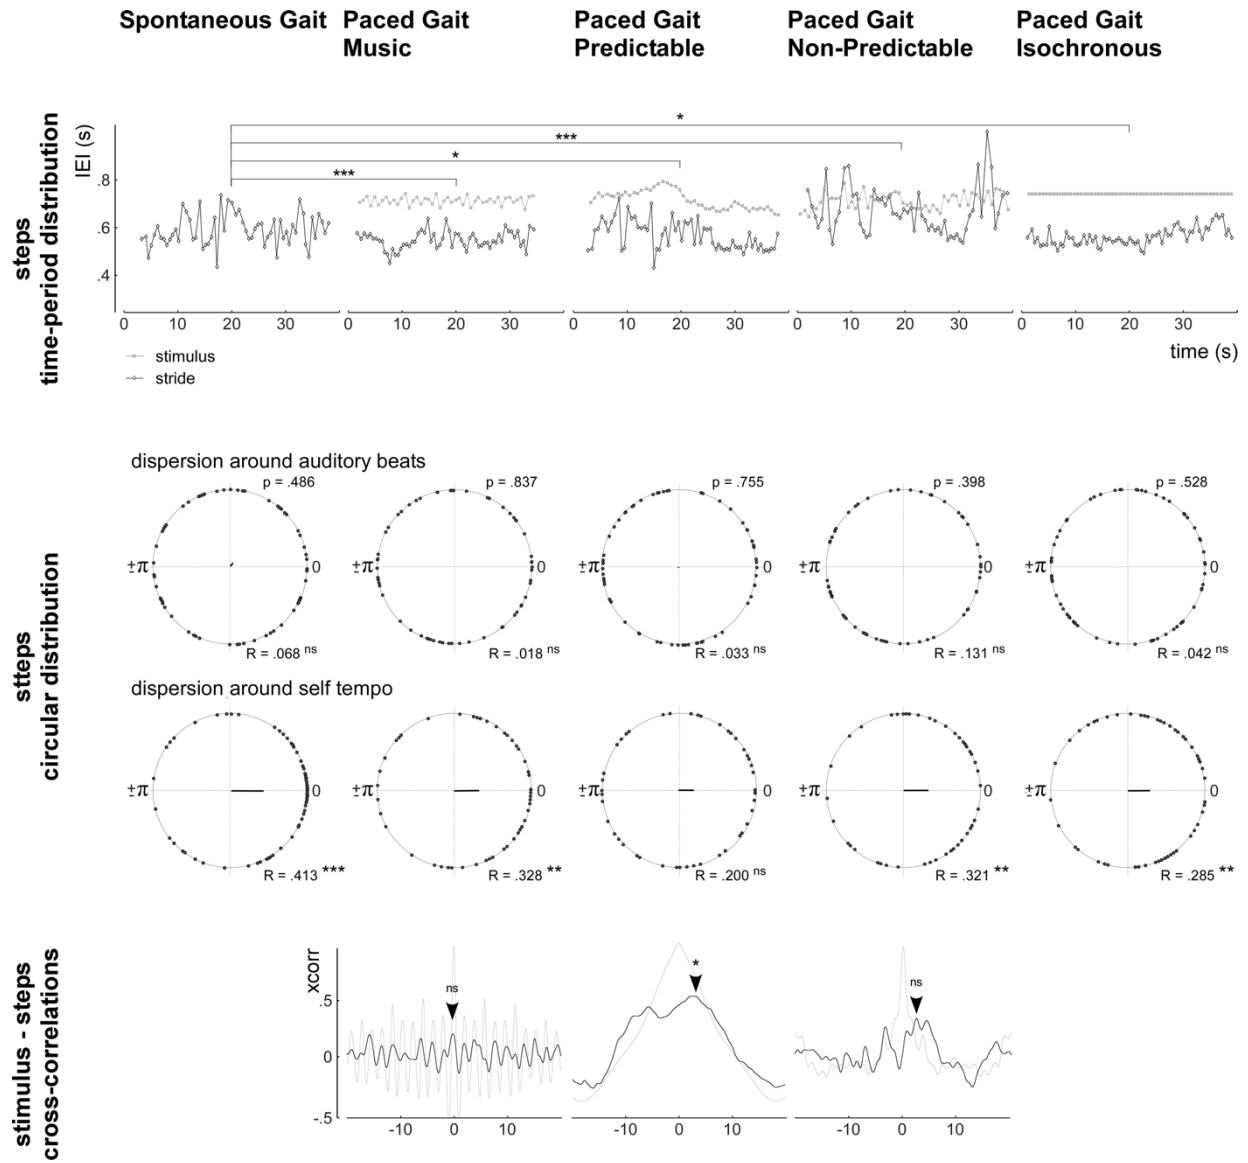 Spontaneous Gait
Paced Gait
Music
Paced Gait
Predictable
Paced Gait
Non-Predictable
Paced Gait
Isochronous
steps
time-period distribution
IEI (s)
*
***
*
***
.8
.6
.4
0 10 20 30
0 10 20 30
0 10 20 30
0 10 20 30
0 10 20 30
time (s)
stimulus
stride
stteps
circular distribution
dispersion around auditory beats
p = .486
p = .837
p = .755
p = .398
p = .528
±π 0
±π 0
±π 0
±π 0
±π 0
R = .068 ns
R = .018 ns
R = .033 ns
R = .131 ns
R = .042 ns
dispersion around self tempo
±π 0
±π 0
±π 0
±π 0
±π 0
R = .413 ***
R = .328 **
R = .200 ns
R = .321 **
R = .285 **
stimulus - steps
cross-correlations
xcorr
.5
0
-.5
ns
*
ns
-10 0 10
-10 0 10
-10 0 10